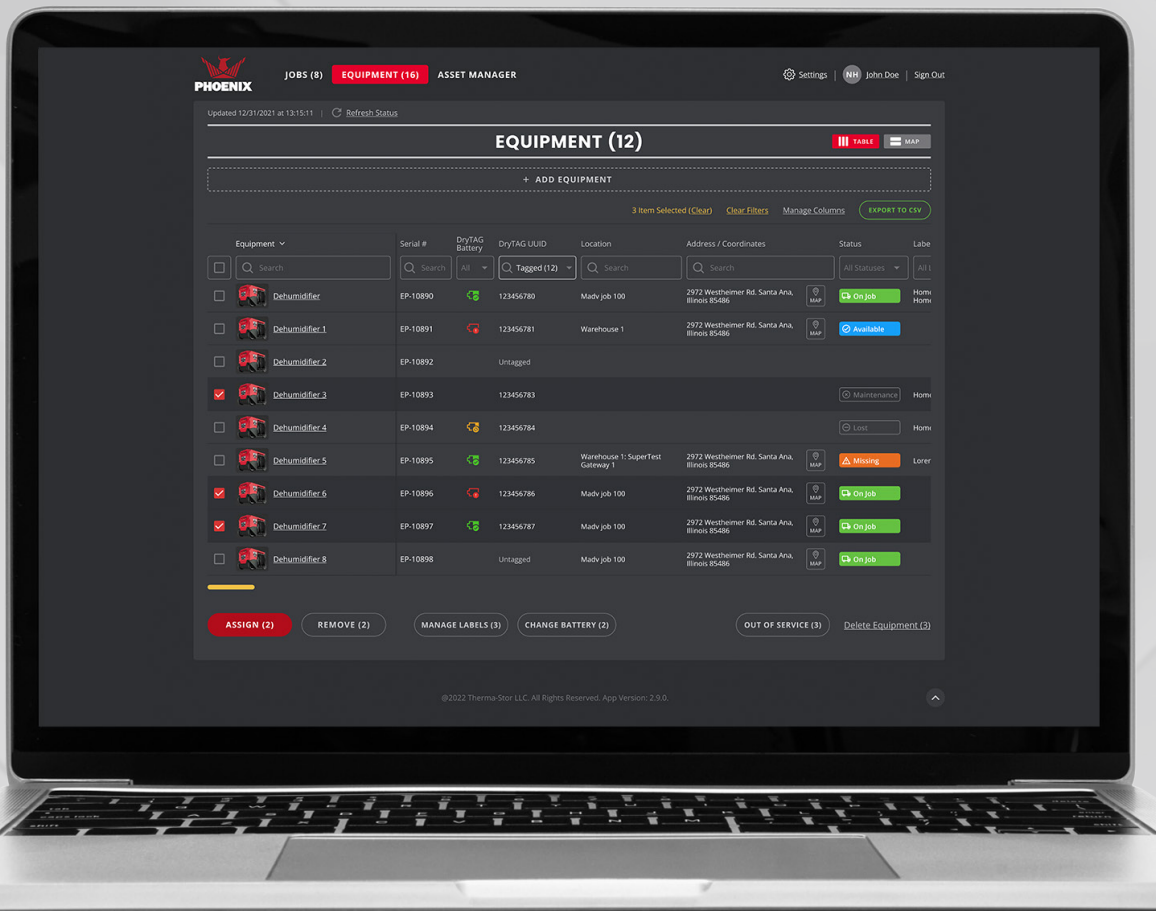 PHOENIX
JOBS (8) EQUIPMENT (16) ASSET MANAGER
Settings | NH John Doe | Sign Out
Updated 12/31/2021 at 13:15:11 | Refresh Status
EQUIPMENT (12)
TABLE MAP
+ ADD EQUIPMENT
3 Item Selected (Clear) Clear Filters Manage Columns EXPORT TO CSV
Equipment Serial # DryTAG Battery DryTAG UUID Location Address / Coordinates Status Labe
Search Search All Tagged (12) Search Search All Statuses All
Dehumidifier EP-10890 123456780 Madv job 100 2972 Westheimer Rd. Santa Ana, MAP On Job Home
Illinois 85486 Home
Dehumidifier 1 EP-10891 123456781 Warehouse 1 2972 Westheimer Rd. Santa Ana, MAP Available
Illinois 85486
Dehumidifier 2 EP-10892 Untagged
Dehumidifier 3 EP-10893 123456783 Maintenance Home
Dehumidifier 4 EP-10894 123456784 Lost Home
Dehumidifier 5 EP-10895 123456785 Warehouse 1: SuperTest 2972 Westheimer Rd. Santa Ana, MAP Missing Lorer
Gateway 1 Illinois 85486
Dehumidifier 6 EP-10896 123456786 Madv job 100 2972 Westheimer Rd. Santa Ana, MAP On Job
Illinois 85486
Dehumidifier 7 EP-10897 123456787 Madv job 100 2972 Westheimer Rd. Santa Ana, MAP On Job
Illinois 85486
Dehumidifier 8 EP-10898 Untagged Madv job 100 2972 Westheimer Rd. Santa Ana, MAP On Job
Illinois 85486
ASSIGN (2) REMOVE (2) MANAGE LABELS (3) CHANGE BATTERY (2) OUT OF SERVICE (3) Delete Equipment (3)
@2022 Therma-Stor LLC. All Rights Reserved. App Version: 2.9.0.